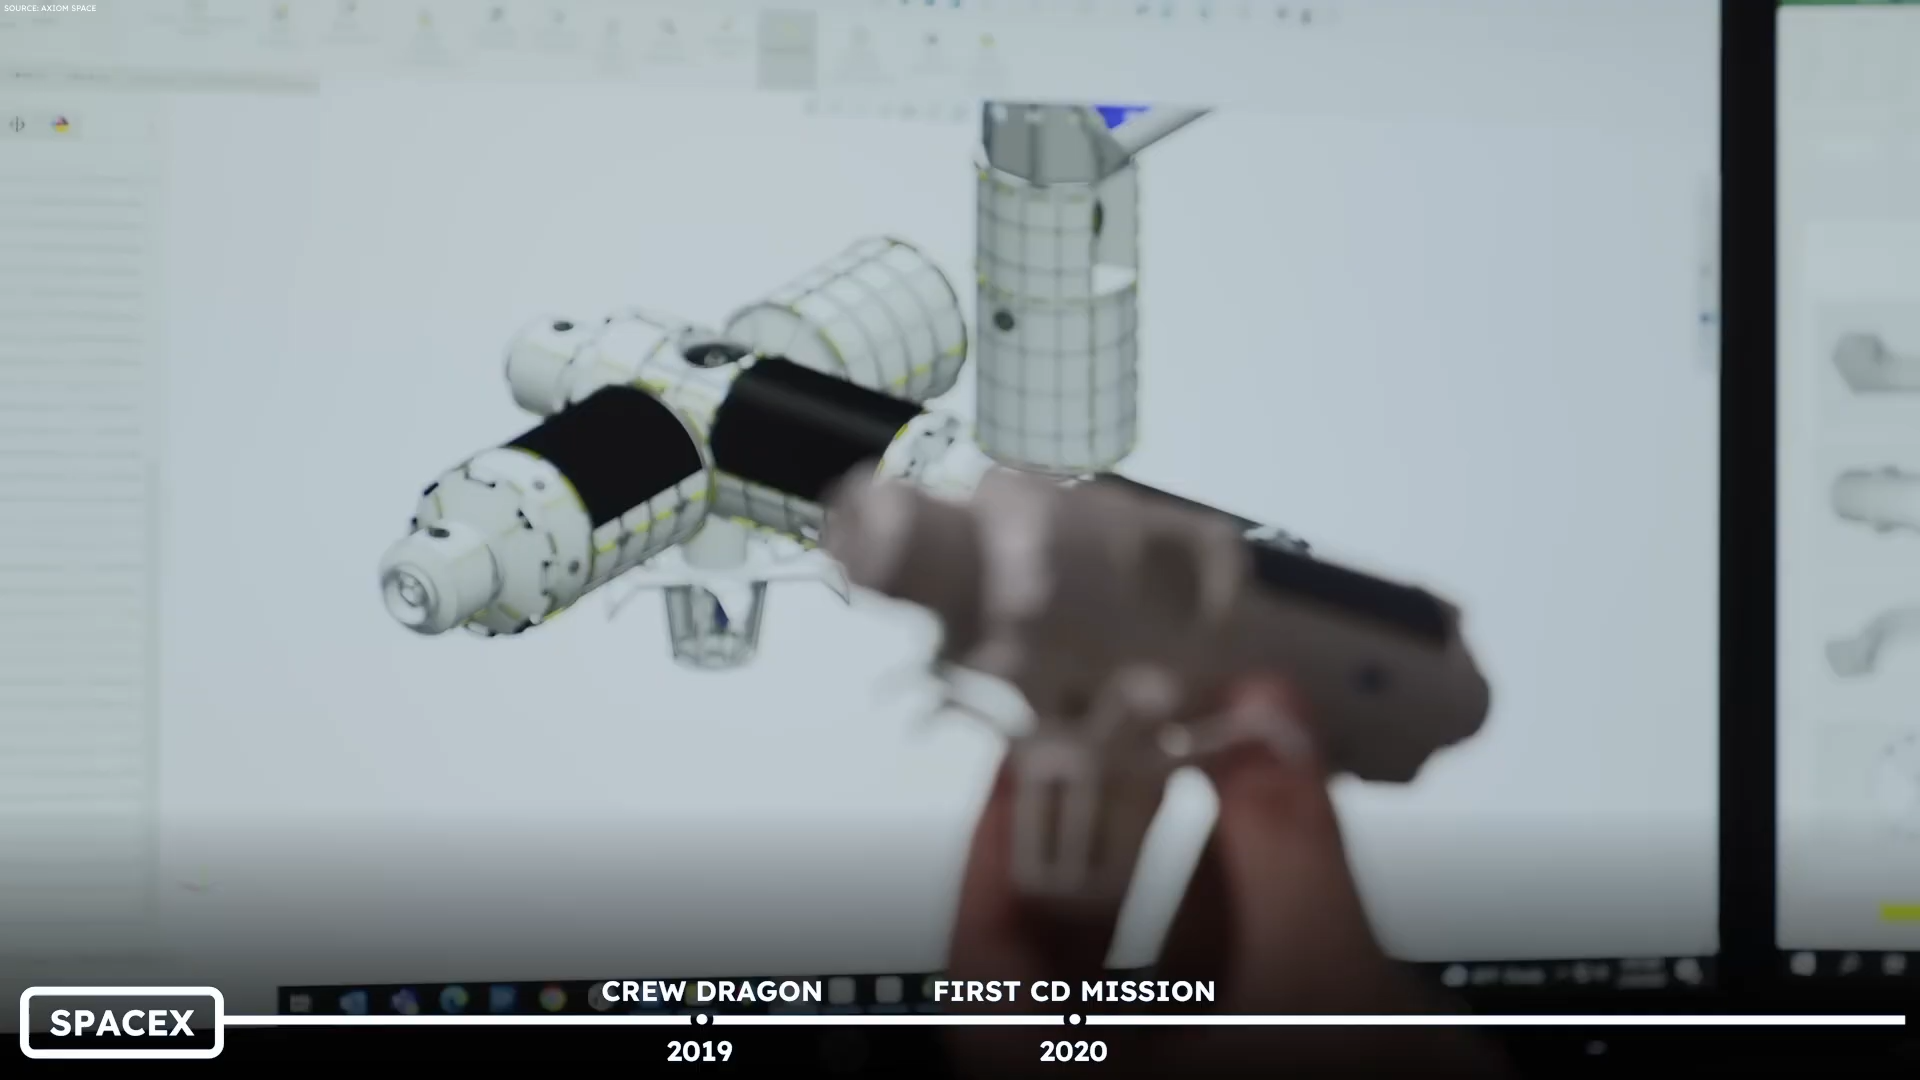 SOURCE: AXIOM SPACE
CREW DRAGON
FIRST CD MISSION
SPACEX
2019
2020